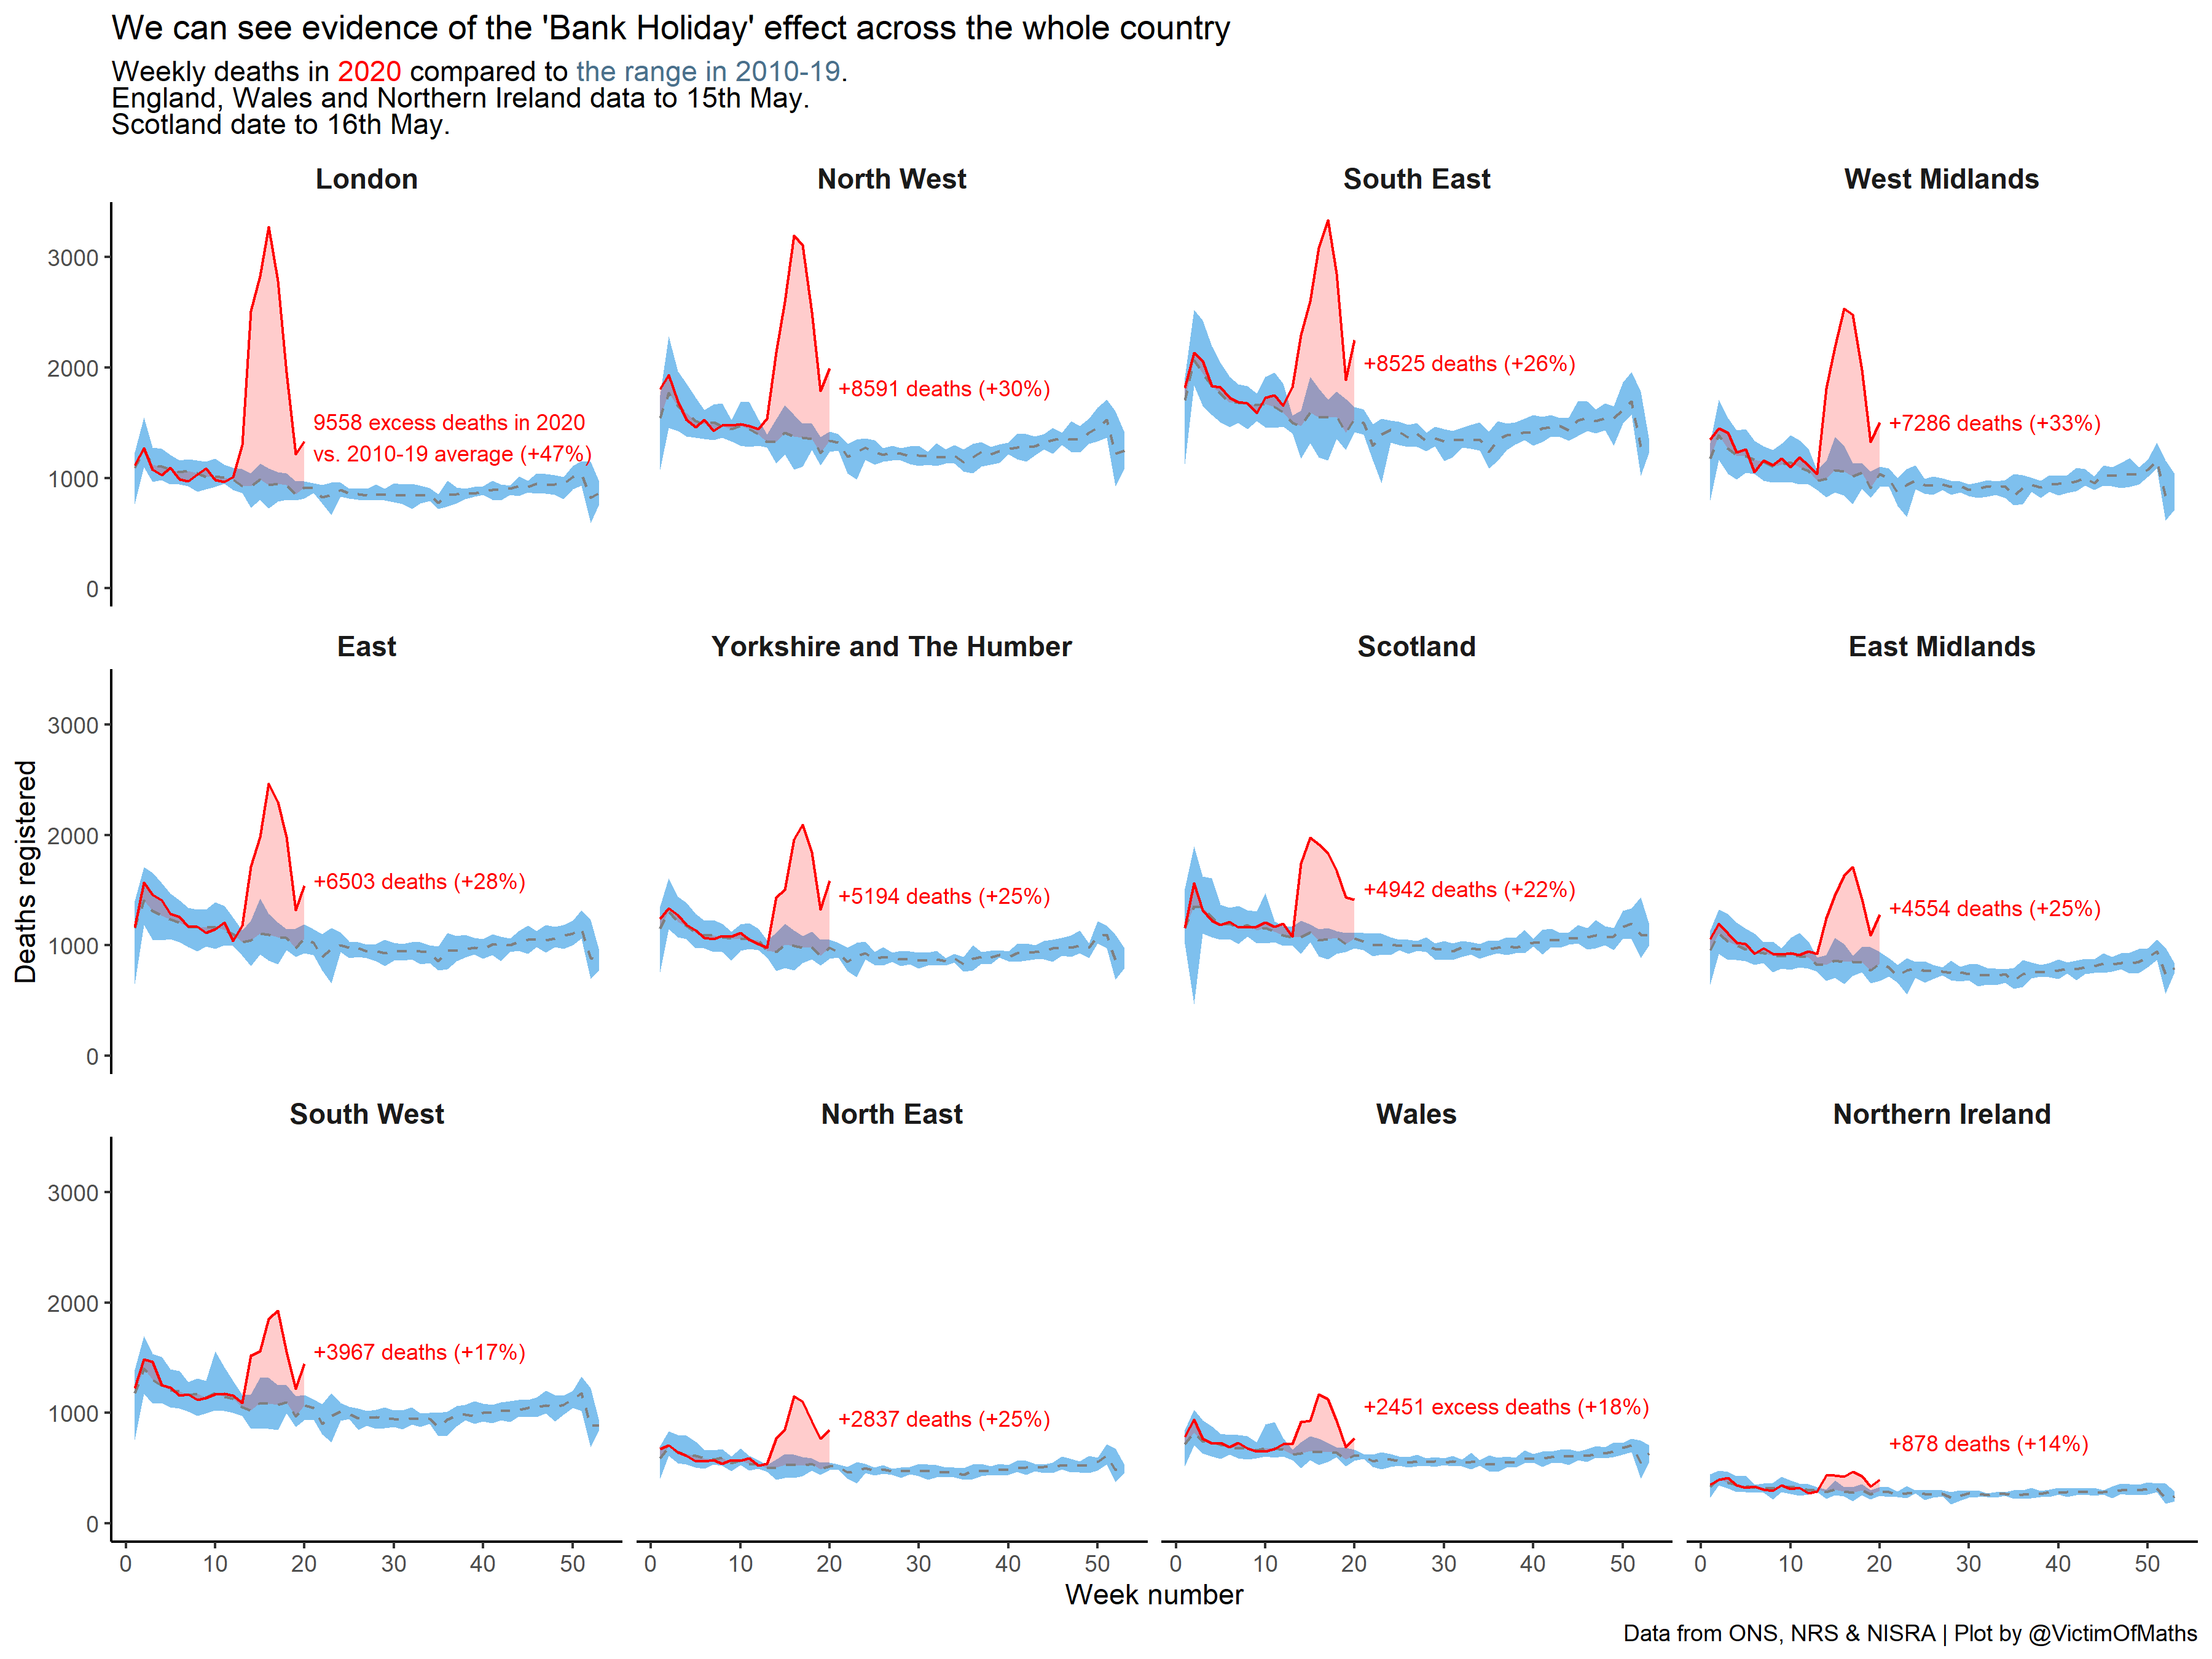 We can see evidence of the 'Bank Holiday' effect across the whole country
Weekly deaths in 2020 compared to the range in 2010-19.
England, Wales and Northern Ireland data to 15th May.
Scotland date to 16th May.
London
North West
South East
West Midlands
3000
2000
1000
0
9558 excess deaths in 2020
vs. 2010-19 average (+47%)
+8591 deaths (+30%)
+8525 deaths (+26%)
+7286 deaths (+33%)
East
Yorkshire and The Humber
Scotland
East Midlands
Deaths registered
3000
2000
1000
0
+6503 deaths (+28%)
+5194 deaths (+25%)
+4942 deaths (+22%)
+4554 deaths (+25%)
South West
North East
Wales
Northern Ireland
3000
2000
1000
0
+3967 deaths (+17%)
+2837 deaths (+25%)
+2451 excess deaths (+18%)
+878 deaths (+14%)
0 10 20 30 40 50
0 10 20 30 40 50
0 10 20 30 40 50
0 10 20 30 40 50
Week number
Data from ONS, NRS & NISRA | Plot by @VictimOfMaths